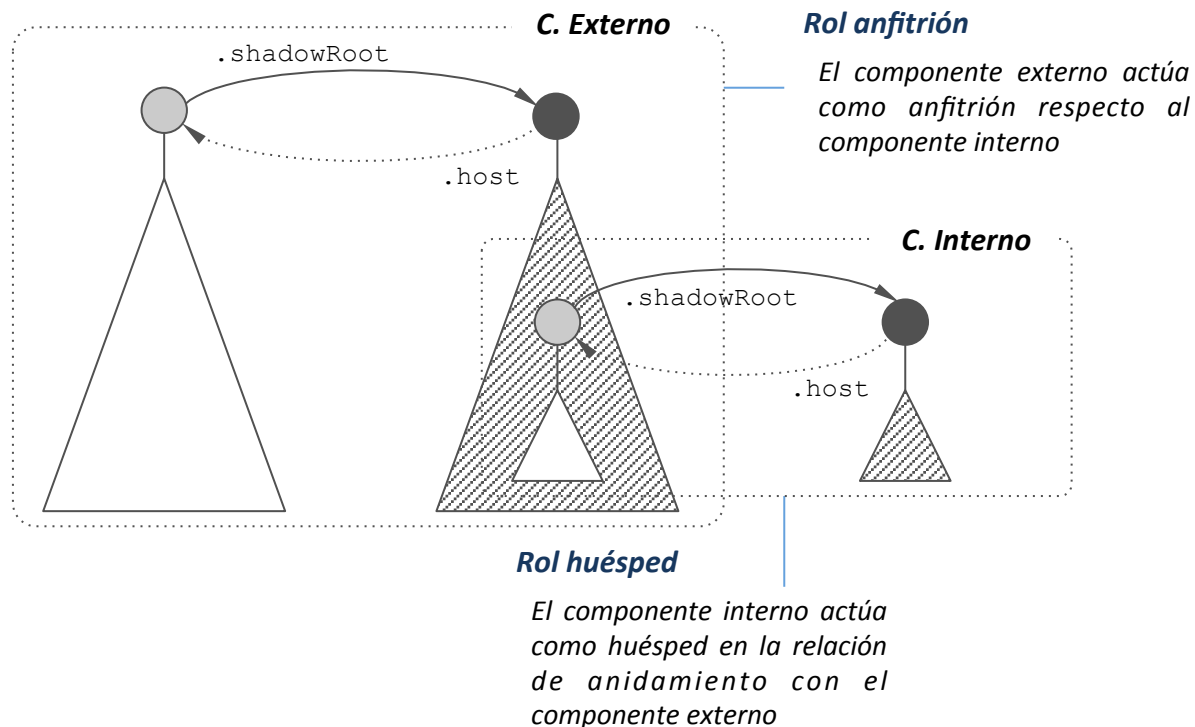 C. Externo
Rol anfitrión
.shadowRoot
El componente externo actúa
como anfitrión respecto al
componente interno
.host
C. Interno
.shadowRoot
.host
Rol huésped
El componente interno actúa
como huésped en la relación
de anidamiento con el
componente externo